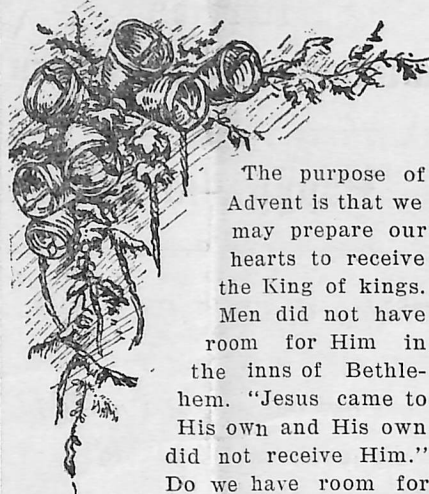 The purpose of
Advent is that we
may prepare our
hearts to receive
the King of kings.
Men did not have
room for Him in
the inns of Bethle-
hem. “Jesus came to
His own and His own
did not receive Him.”
Do we have room for